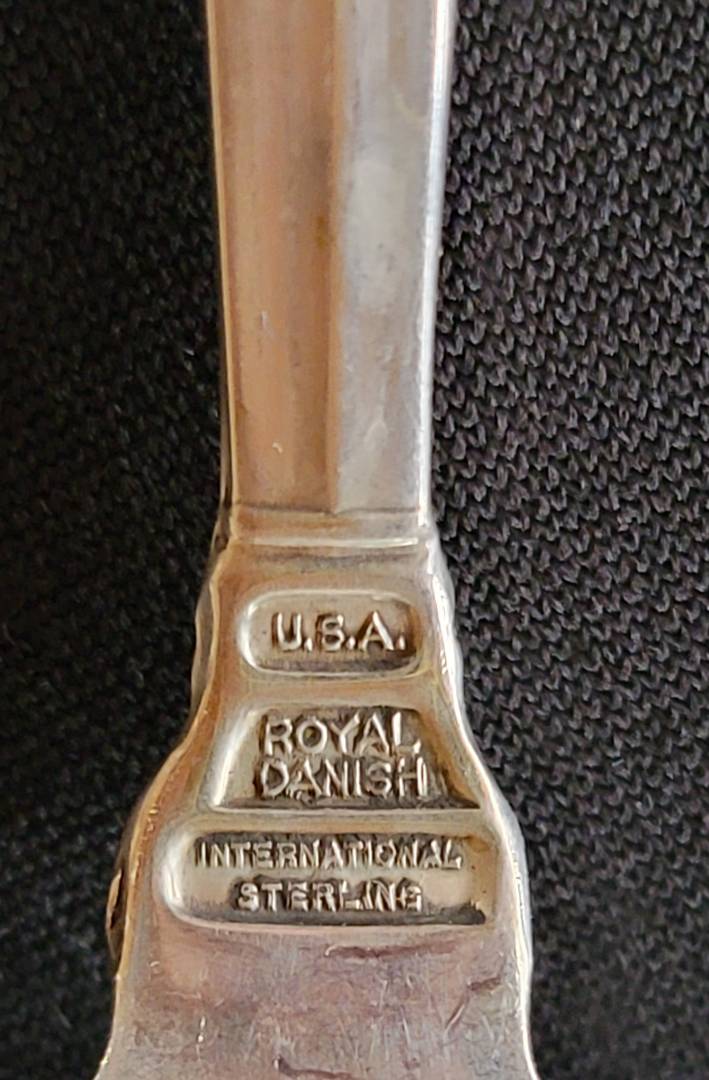 U.S.A.
ROYAL
DANISH
INTERNATIONAL
STERLING